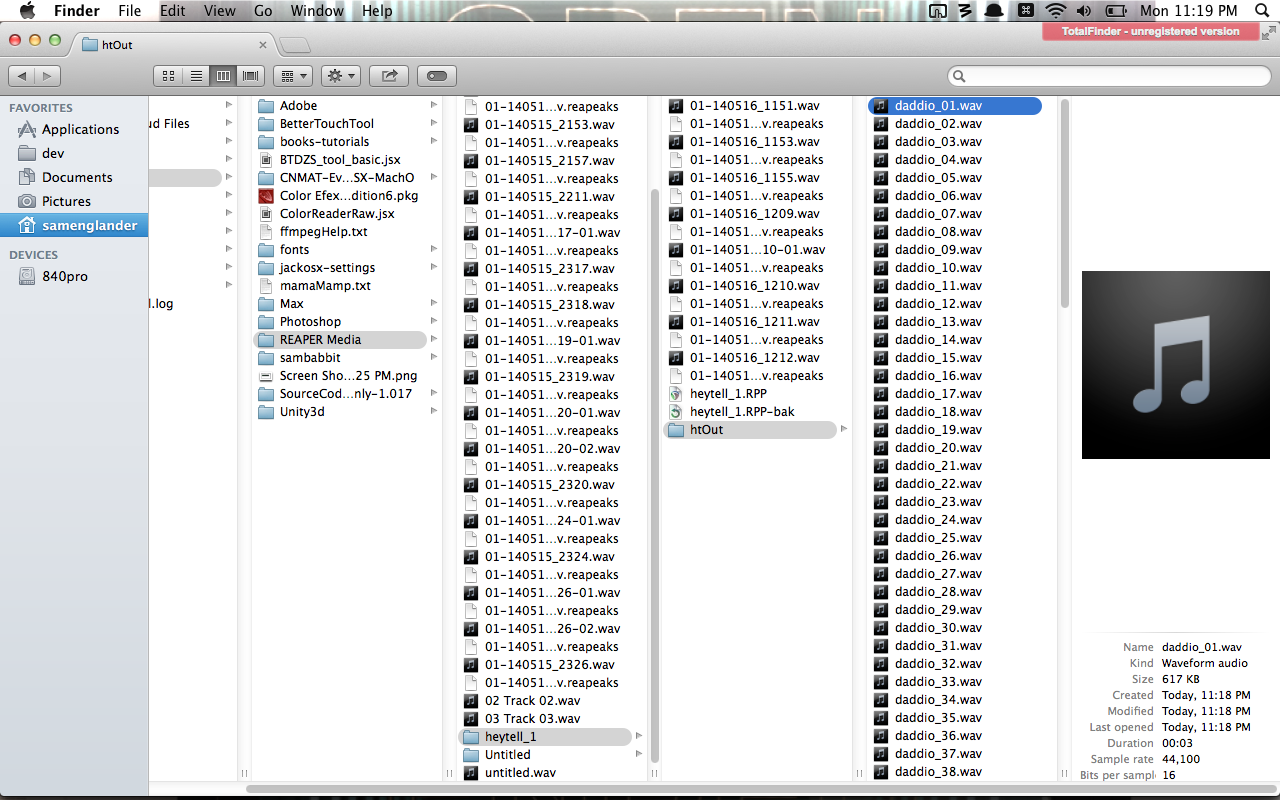 Finder File Edit View Go Window Help Mon 11:19 PM
TotalFinder - unregistered version
htOut
FAVORITES
Applications
dev
Documents
Pictures
samenglander
DEVICES
840pro
ud Files
l.log
Adobe
BetterTouchTool
books-tutorials
BTDZS_tool_basic.jsx
CNMAT-Ev...SX-MachO
Color Efex...dition6.pkg
ColorReaderRaw.jsx
ffmpegHelp.txt
fonts
jackosx-settings
mamaMamp.txt
Max
Photoshop
REAPER Media
sambabbit
Screen Sho...25 PM.png
SourceCod...nly-1.017
Unity3d
01-14051...v.reapeaks
01-140515_2153.wav
01-14051...v.reapeaks
01-140515_2157.wav
01-14051...v.reapeaks
01-140515_2211.wav
01-14051...v.reapeaks
01-14051...17-01.wav
01-14051...v.reapeaks
01-140515_2317.wav
01-14051...v.reapeaks
01-140515_2318.wav
01-14051...v.reapeaks
01-14051...19-01.wav
01-14051...v.reapeaks
01-140515_2319.wav
01-14051...v.reapeaks
01-14051...20-01.wav
01-14051...v.reapeaks
01-14051...20-02.wav
01-14051...v.reapeaks
01-140515_2320.wav
01-14051...v.reapeaks
01-14051...24-01.wav
01-14051...v.reapeaks
01-140515_2324.wav
01-14051...v.reapeaks
01-14051...26-01.wav
01-14051...v.reapeaks
01-14051...26-02.wav
01-14051...v.reapeaks
01-140515_2326.wav
01-14051...v.reapeaks
02 Track 02.wav
03 Track 03.wav
heytell_1
Untitled
untitled.wav
01-140516_1151.wav
01-14051...v.reapeaks
01-140516_1153.wav
01-14051...v.reapeaks
01-140516_1155.wav
01-14051...v.reapeaks
01-140516_1209.wav
01-14051...v.reapeaks
01-14051...10-01.wav
01-14051...v.reapeaks
01-140516_1210.wav
01-14051...v.reapeaks
01-140516_1211.wav
01-14051...v.reapeaks
01-140516_1212.wav
01-14051...v.reapeaks
heytell_1.RPP
heytell_1.RPP-bak
htOut
daddio_01.wav
daddio_02.wav
daddio_03.wav
daddio_04.wav
daddio_05.wav
daddio_06.wav
daddio_07.wav
daddio_08.wav
daddio_09.wav
daddio_10.wav
daddio_11.wav
daddio_12.wav
daddio_13.wav
daddio_14.wav
daddio_15.wav
daddio_16.wav
daddio_17.wav
daddio_18.wav
daddio_19.wav
daddio_20.wav
daddio_21.wav
daddio_22.wav
daddio_23.wav
daddio_24.wav
daddio_25.wav
daddio_26.wav
daddio_27.wav
daddio_28.wav
daddio_29.wav
daddio_30.wav
daddio_31.wav
daddio_32.wav
daddio_33.wav
daddio_34.wav
daddio_35.wav
daddio_36.wav
daddio_37.wav
daddio_38.wav
Name daddio_01.wav
Kind Waveform audio
Size 617 KB
Created Today, 11:18 PM
Modified Today, 11:18 PM
Last opened Today, 11:18 PM
Duration 00:03
Sample rate 44,100
Bits per sample 16